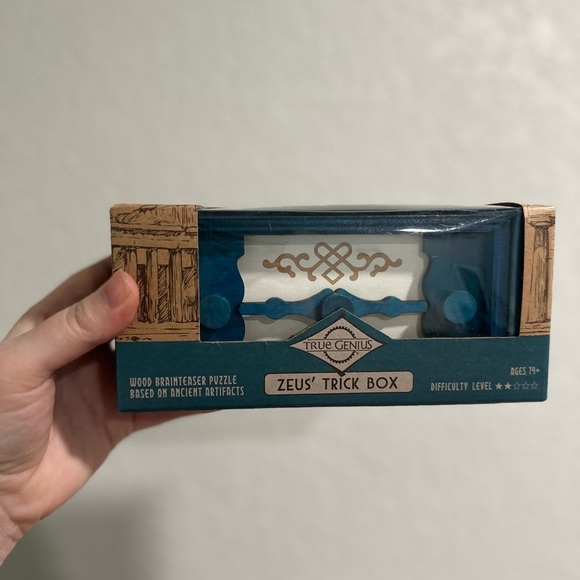 TRUE GENIUS
WOOD BRAINTEASER PUZZLE
BASED ON ANCIENT ARTIFACTS
ZEUS' TRICK BOX
AGES 14+
DIFFICULTY LEVEL ★★☆☆☆